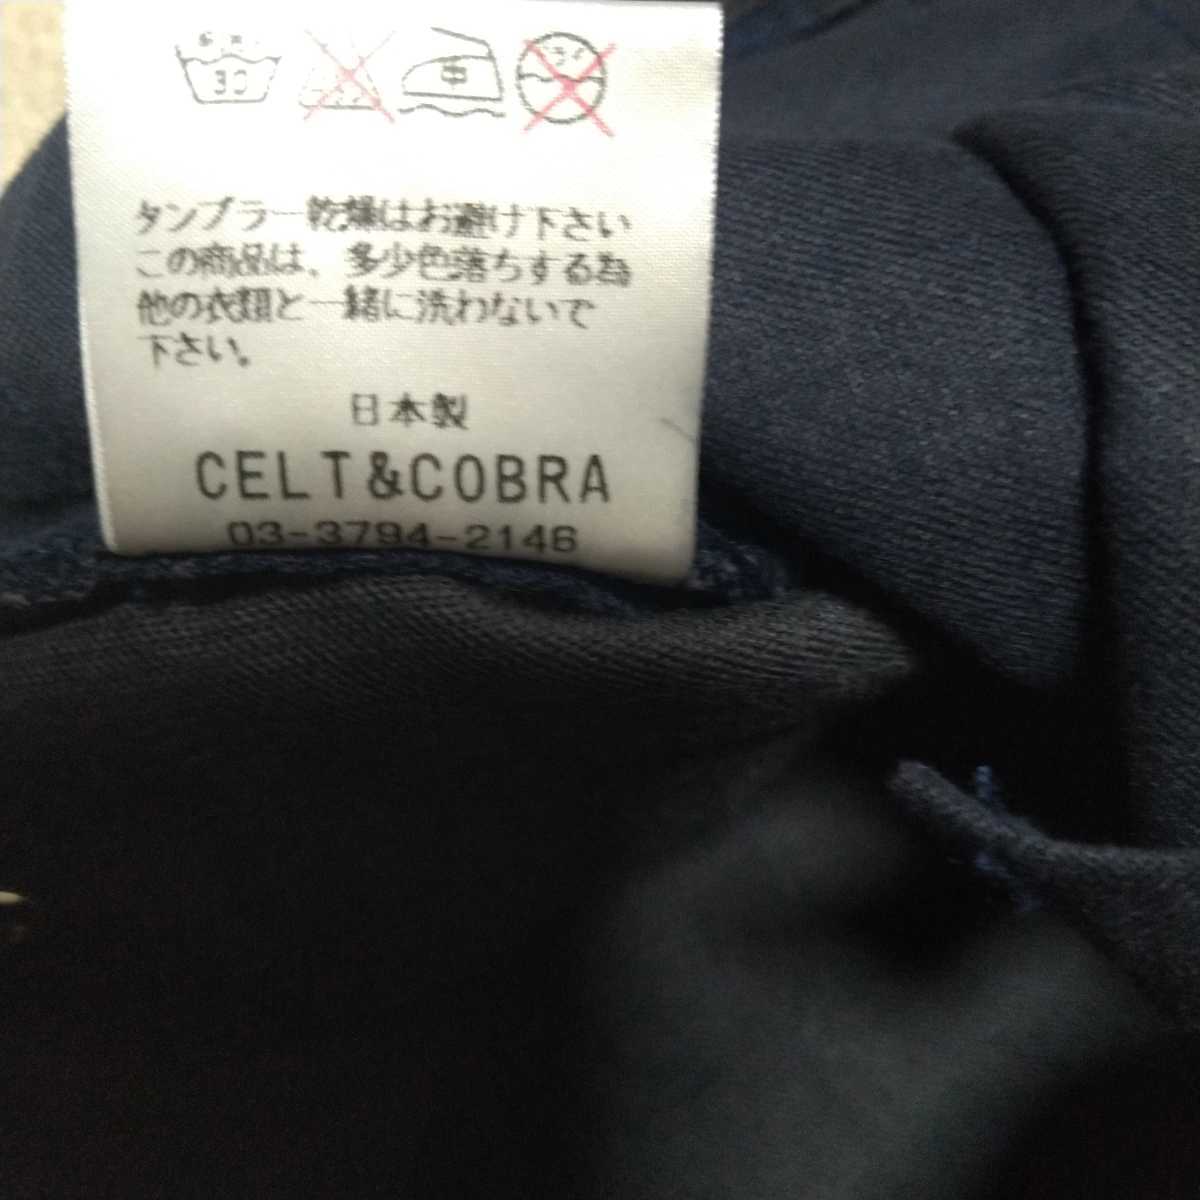 30
中
タンブラー乾燥はお避け下さい
この商品は、多少色落ちする為
他の衣類と一緒に洗わないで
下さい。
日本製
CELT&COBRA
03-3794-2146